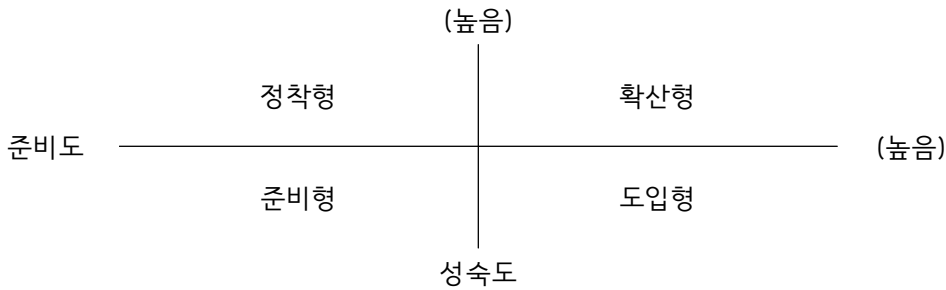 (높음)
정착형 확산형
준비도 (높음)
준비형 도입형
성숙도